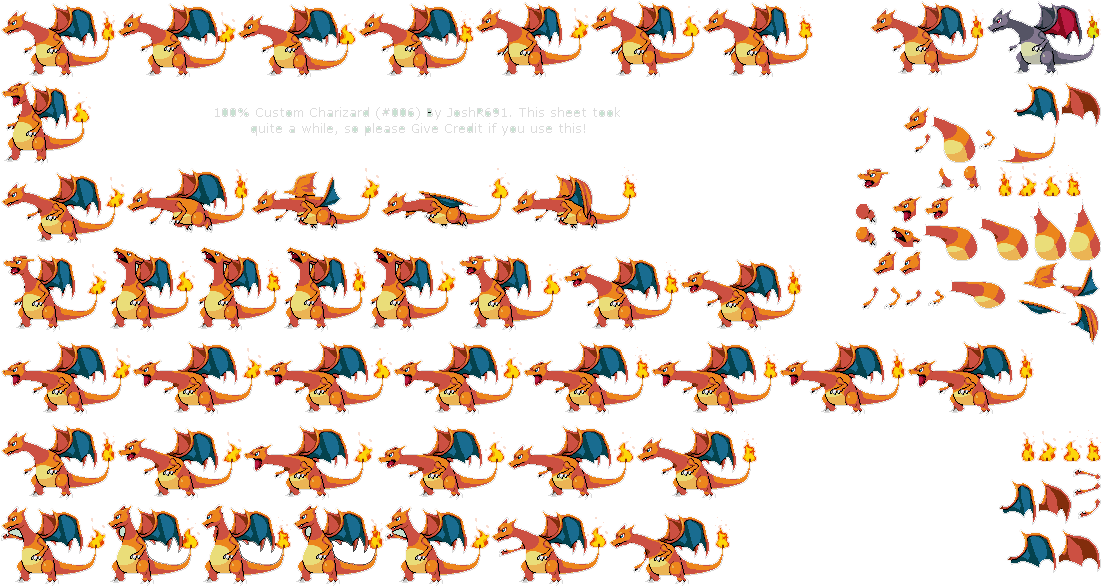 100% Custom Charizard (#006) by JoshR691. This sheet took
quite a while, so please Give Credit if you use this!